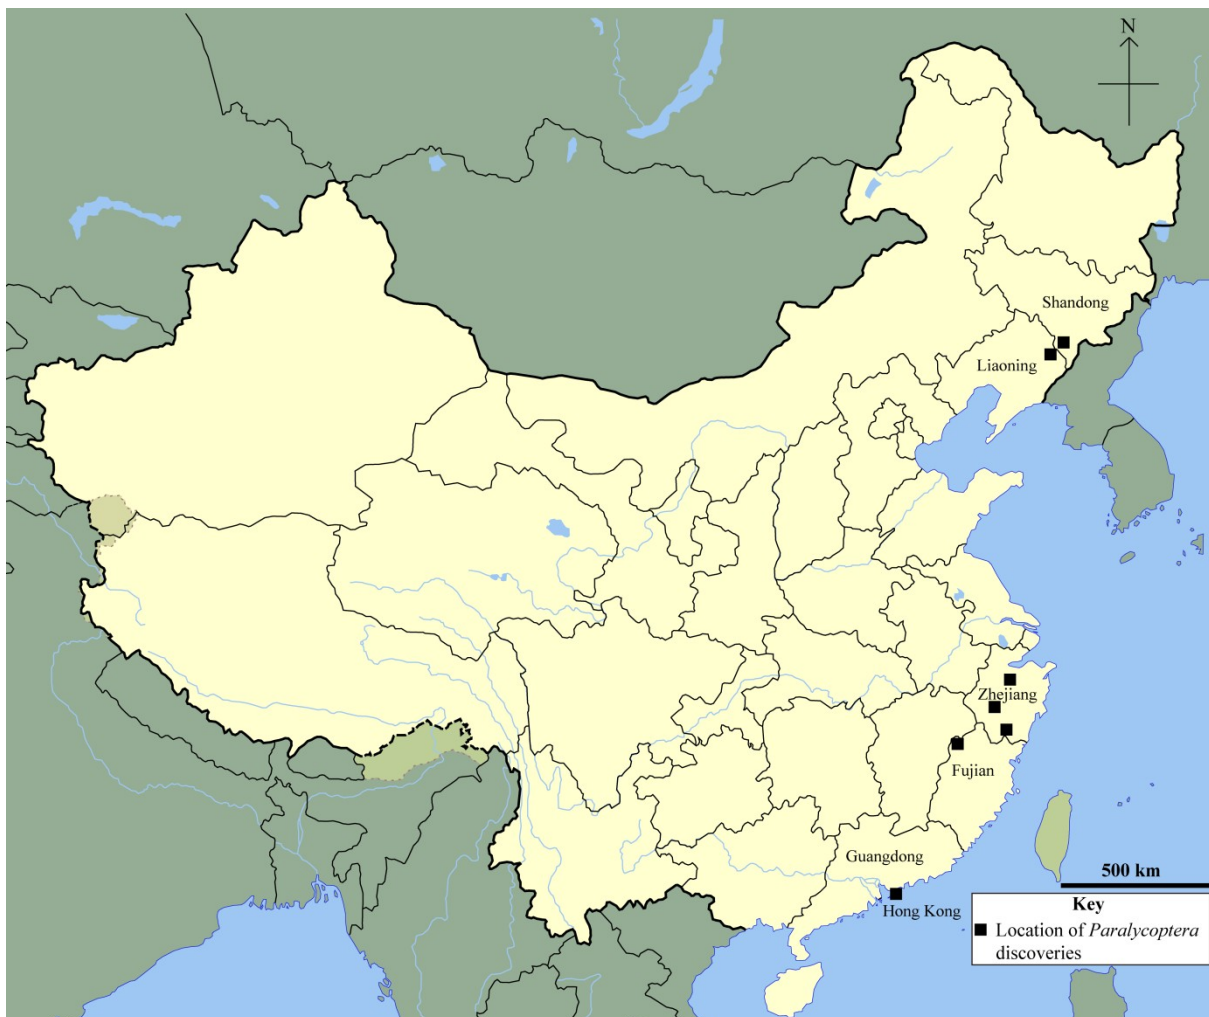 N
Shandong
Liaoning
Zhejiang
Fujian
Guangdong
Hong Kong
500 km
Key
Location of Paralycoptera
discoveries